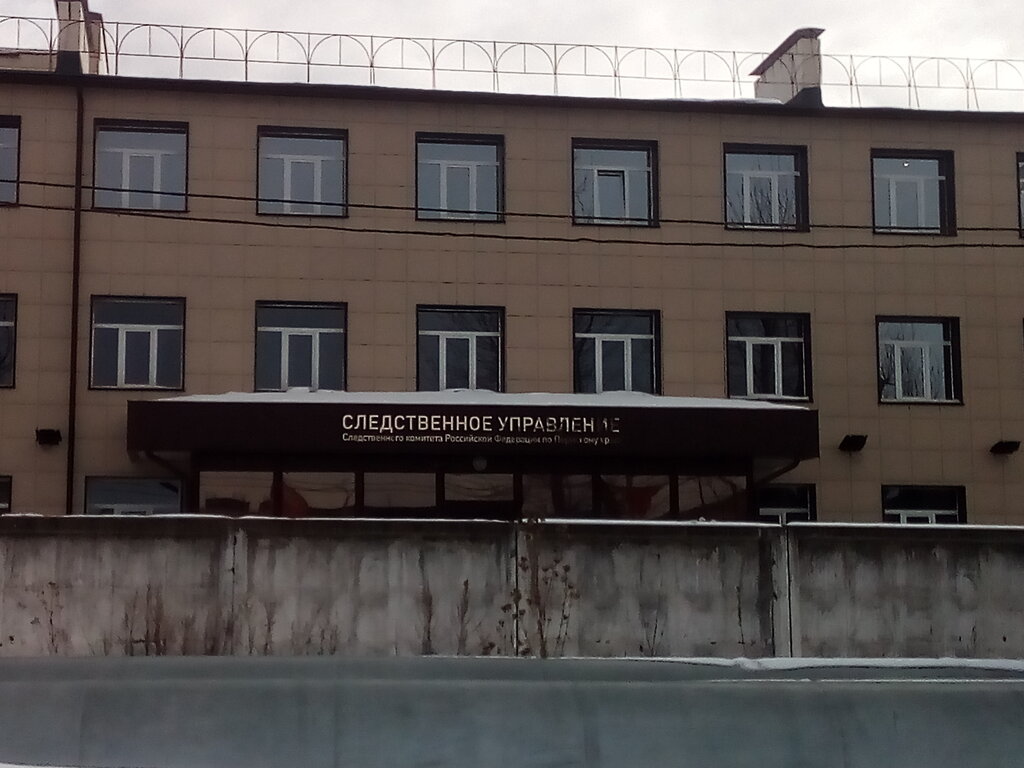 СЛЕДСТВЕННОЕ УПРАВЛЕНИЕ
Следственного комитета Российской Федерации по Пермскому краю